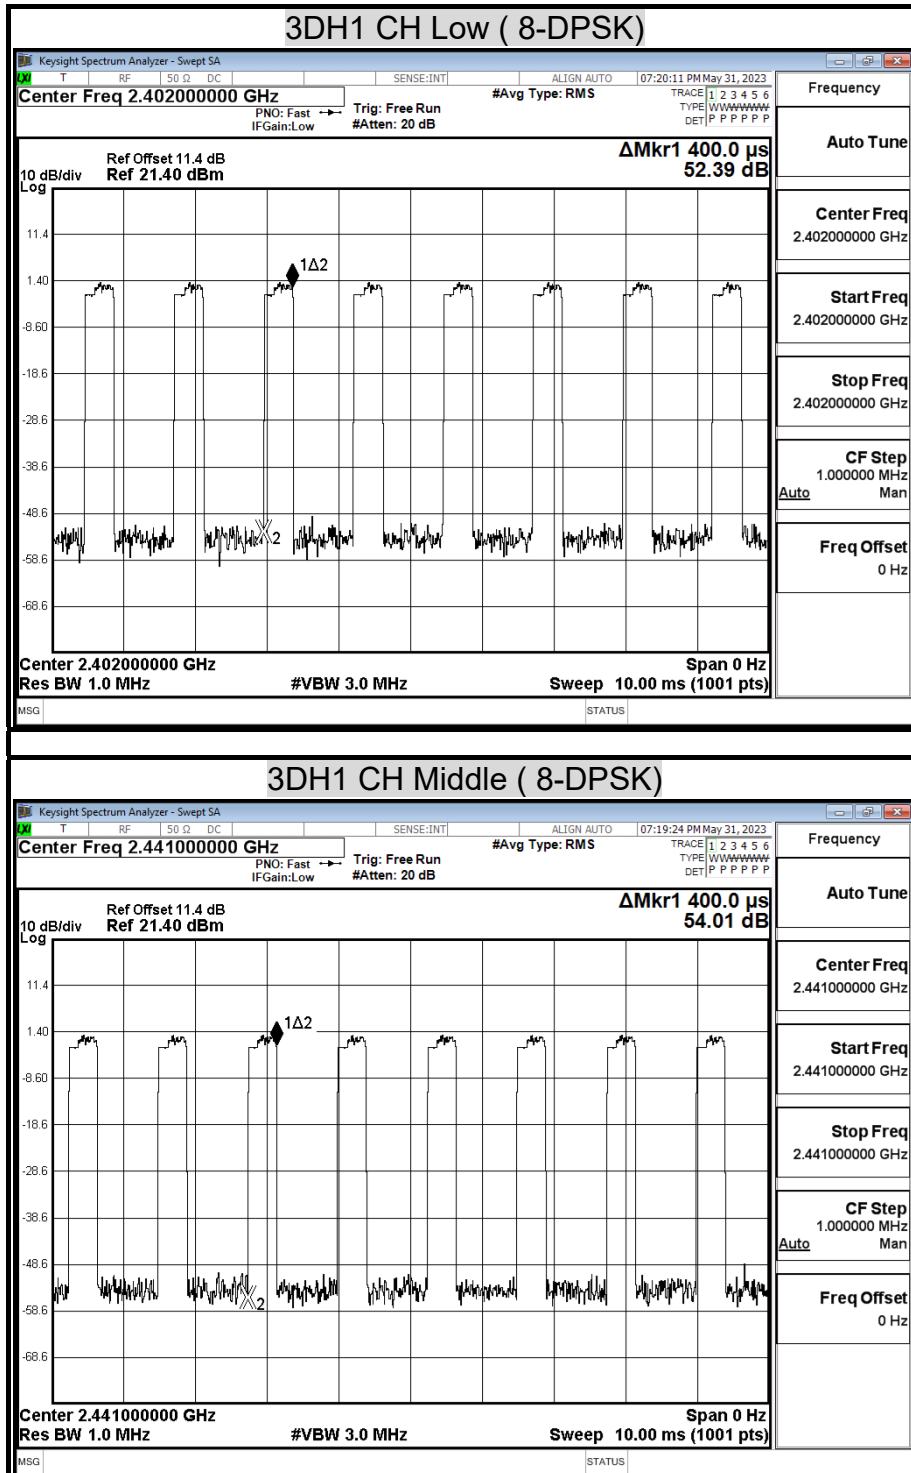 3DH1 CH Low ( 8-DPSK)
Keysight Spectrum Analyzer - Swept SA
LXI T RF 50 Ω DC SENSE:INT ALIGN AUTO 07:20:11 PM May 31, 2023
Center Freq 2.402000000 GHz
#Avg Type: RMS
TRACE 1 2 3 4 5 6
TYPE WWWWWW
DET P P P P P P
PNO: Fast
IFGain:Low
Trig: Free Run
#Atten: 20 dB
Frequency
Auto Tune
ΔMkr1 400.0 µs
52.39 dB
Ref Offset 11.4 dB
10 dB/div Ref 21.40 dBm
Log
11.4
1.40
-8.60
-18.6
-28.6
-38.6
-48.6
-58.6
-68.6
1Δ2
2
Center Freq
2.402000000 GHz
Start Freq
2.402000000 GHz
Stop Freq
2.402000000 GHz
CF Step
1.000000 MHz
Auto Man
Freq Offset
0 Hz
Center 2.402000000 GHz Span 0 Hz
Res BW 1.0 MHz #VBW 3.0 MHz Sweep 10.00 ms (1001 pts)
MSG STATUS
3DH1 CH Middle ( 8-DPSK)
Keysight Spectrum Analyzer - Swept SA
LXI T RF 50 Ω DC SENSE:INT ALIGN AUTO 07:19:24 PM May 31, 2023
Center Freq 2.441000000 GHz
#Avg Type: RMS
TRACE 1 2 3 4 5 6
TYPE WWWWWW
DET P P P P P P
PNO: Fast
IFGain:Low
Trig: Free Run
#Atten: 20 dB
Frequency
Auto Tune
ΔMkr1 400.0 µs
54.01 dB
Ref Offset 11.4 dB
10 dB/div Ref 21.40 dBm
Log
11.4
1.40
-8.60
-18.6
-28.6
-38.6
-48.6
-58.6
-68.6
1Δ2
2
Center Freq
2.441000000 GHz
Start Freq
2.441000000 GHz
Stop Freq
2.441000000 GHz
CF Step
1.000000 MHz
Auto Man
Freq Offset
0 Hz
Center 2.441000000 GHz Span 0 Hz
Res BW 1.0 MHz #VBW 3.0 MHz Sweep 10.00 ms (1001 pts)
MSG STATUS